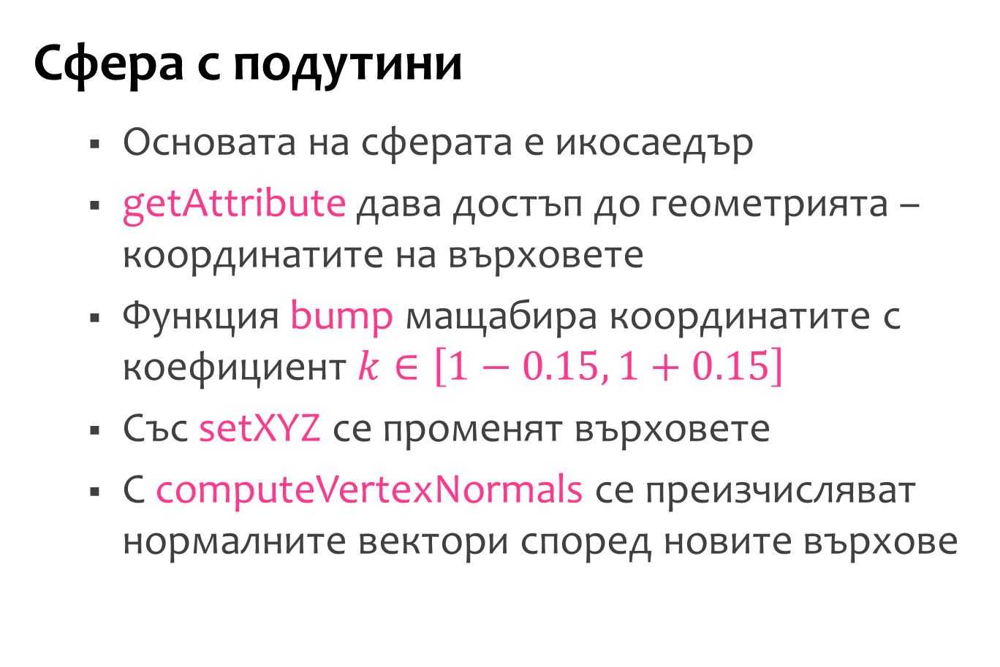 Сфера с подутини
▪ Основата на сферата е икосаедър
▪ getAttribute дава достъп до геометрията –
координатите на върховете
▪ Функция bump мащабира координатите с
коефициент k ∈ [1 − 0.15, 1 + 0.15]
▪ Със setXYZ се променят върховете
▪ С computeVertexNormals се преизчисляват
нормалните вектори според новите върхове